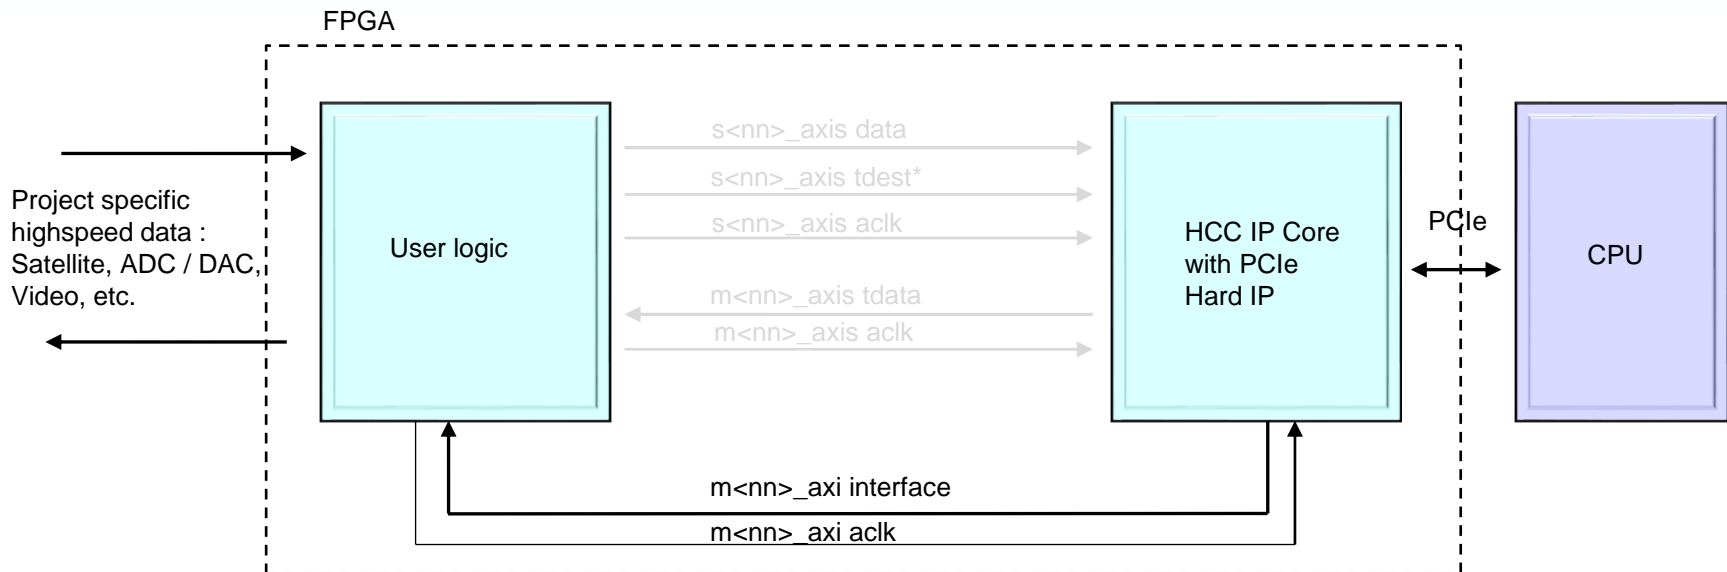 FPGA
Project specific
highspeed data :
Satellite, ADC / DAC,
Video, etc.
User logic
s<nn>_axis data
s<nn>_axis tdest*
s<nn>_axis aclk
m<nn>_axis tdata
m<nn>_axis aclk
HCC IP Core
with PCIe
Hard IP
PCIe
CPU
m<nn>_axi interface
m<nn>_axi aclk